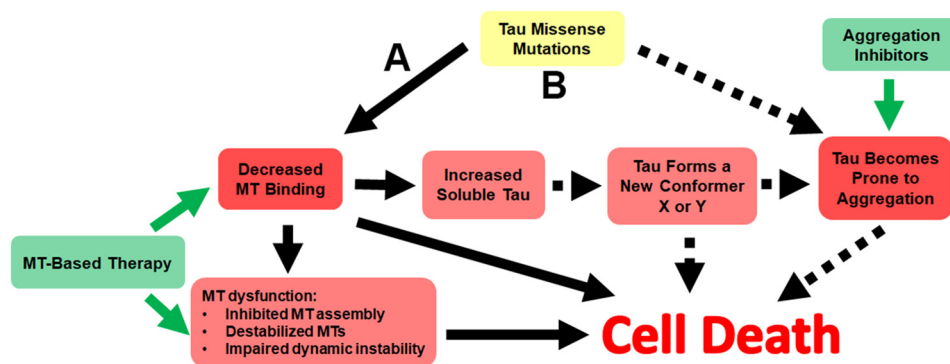 Tau Missense
Mutations
Aggregation
Inhibitors
A
B
Decreased
MT Binding
Increased
Soluble Tau
Tau Forms a
New Conformer
X or Y
Tau Becomes
Prone to
Aggregation
MT-Based Therapy
MT dysfunction:
• Inhibited MT assembly
• Destabilized MTs
• Impaired dynamic instability
Cell Death